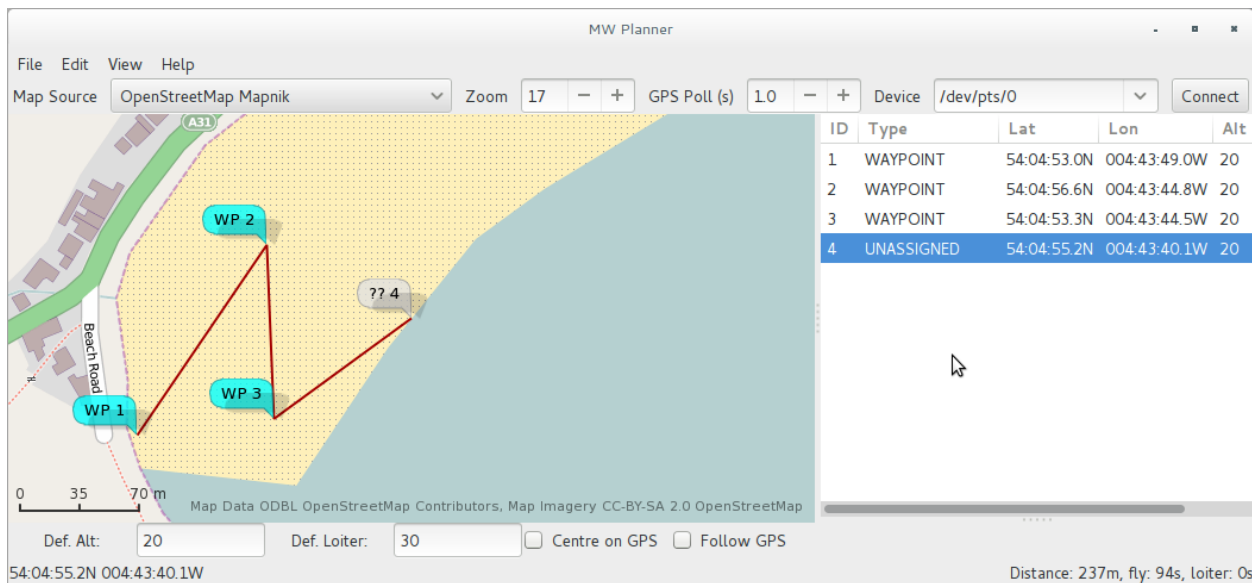 MW Planner
File Edit View Help
Map Source OpenStreetMap Mapnik Zoom 17 − + GPS Poll (s) 1.0 − + Device /dev/pts/0 Connect
ID Type Lat Lon Alt
1 WAYPOINT 54:04:53.0N 004:43:49.0W 20
2 WAYPOINT 54:04:56.6N 004:43:44.8W 20
3 WAYPOINT 54:04:53.3N 004:43:44.5W 20
4 UNASSIGNED 54:04:55.2N 004:43:40.1W 20
A31
WP 2
?? 4
Beach Road
WP 3
WP 1
0 35 70 m
Map Data ODBL OpenStreetMap Contributors, Map Imagery CC-BY-SA 2.0 OpenStreetMap
Def. Alt: 20 Def. Loiter: 30 Centre on GPS Follow GPS
54:04:55.2N 004:43:40.1W Distance: 237m, fly: 94s, loiter: 0s